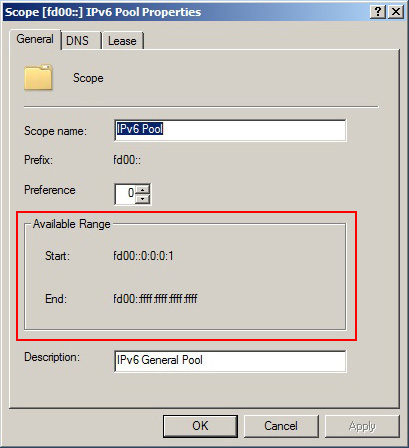 Scope [fd00::] IPv6 Pool Properties
General DNS Lease
Scope
Scope name: IPv6 Pool
Prefix: fd00::
Preference 0
Available Range
Start: fd00::0:0:0:1
End: fd00::ffff:ffff:ffff:ffff
Description: IPv6 General Pool
OK Cancel Apply